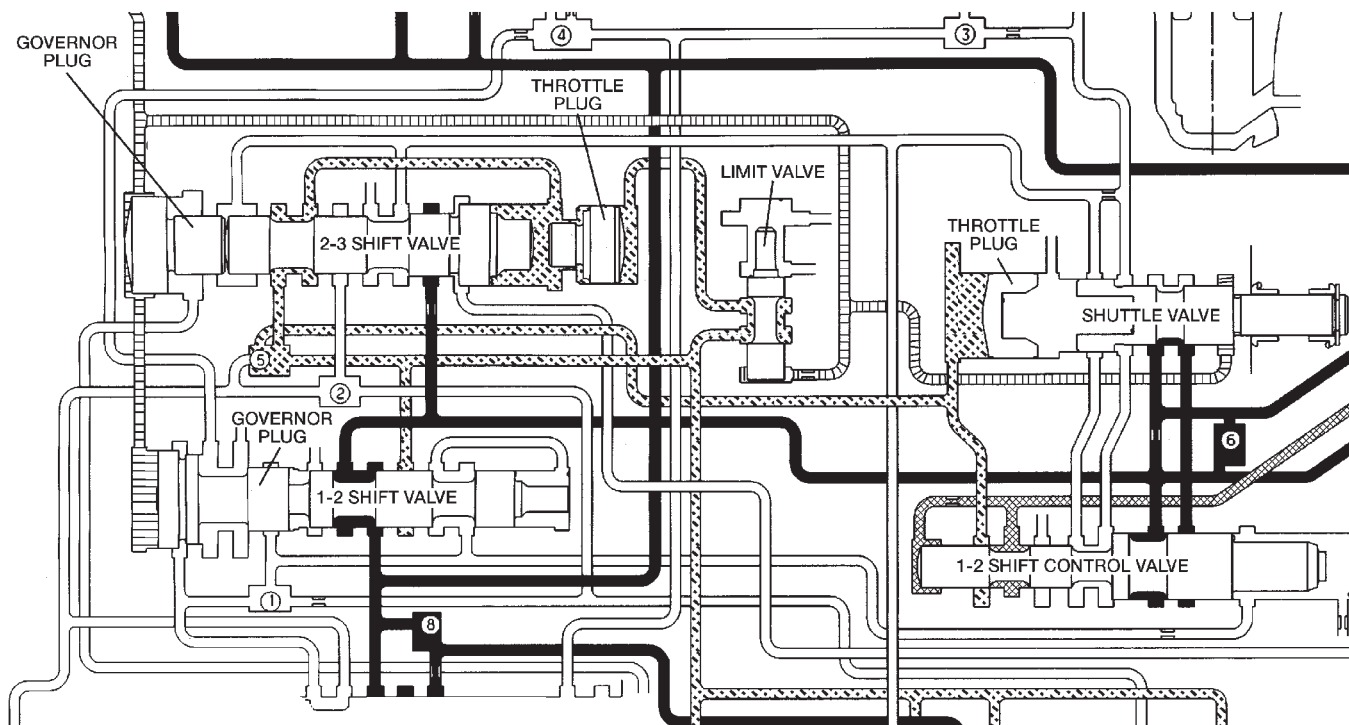 ④
③
GOVERNOR
PLUG
THROTTLE
PLUG
LIMIT VALVE
2-3 SHIFT VALVE
THROTTLE
PLUG
SHUTTLE VALVE
⑤
②
GOVERNOR
PLUG
⑥
1-2 SHIFT VALVE
1-2 SHIFT CONTROL VALVE
①
⑧